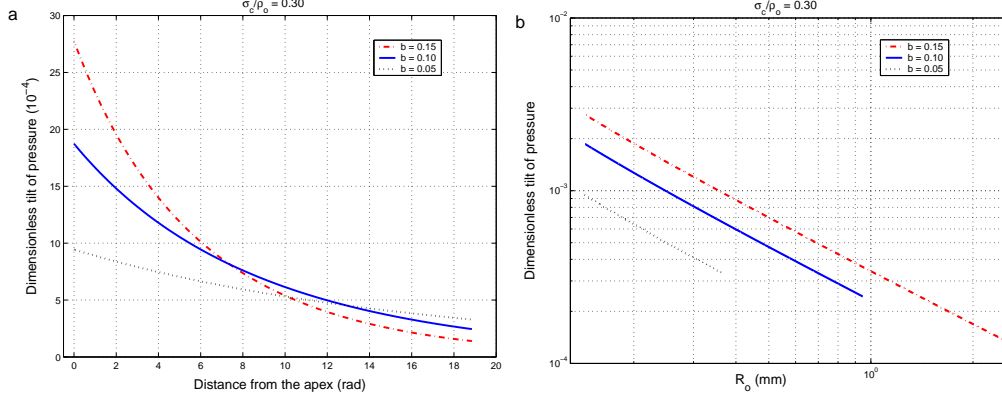 a
σc/ρo = 0.30
30
25
20
15
10
5
0
0 2 4 6 8 10 12 14 16 18 20
Dimensionless tilt of pressure (10⁻⁴)
Distance from the apex (rad)
b = 0.15
b = 0.10
b = 0.05
b
σc/ρo = 0.30
10⁻²
10⁻³
10⁻⁴
10⁰
Dimensionless tilt of pressure
Ro (mm)
b = 0.15
b = 0.10
b = 0.05